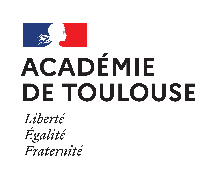 ACADÉMIE
DE TOULOUSE
Liberté
Égalité
Fraternité